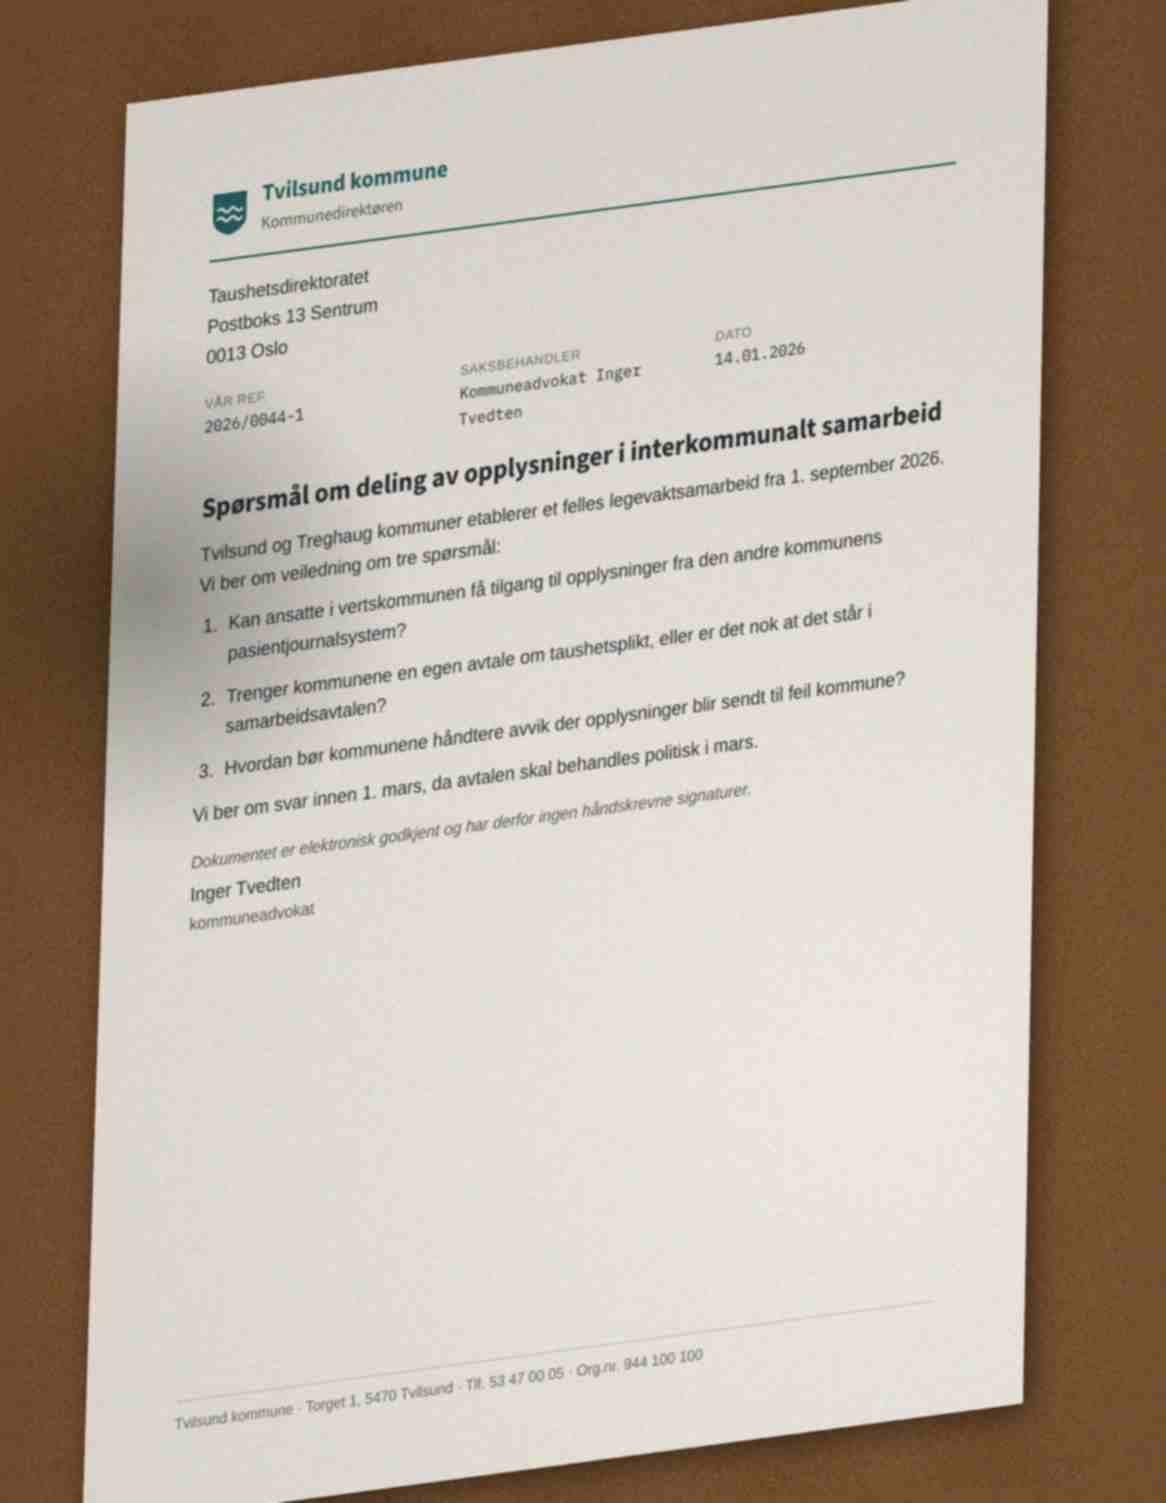 Tvilsund kommune
Kommunedirektøren
Taushetsdirektoratet
Postboks 13 Sentrum
0013 Oslo
VÅR REF.
2026/0044-1
SAKSBEHANDLER
Kommuneadvokat Inger
Tvedten
DATO
14.01.2026
Spørsmål om deling av opplysninger i interkommunalt samarbeid
Tvilsund og Treghaug kommuner etablerer et felles legevaktsamarbeid fra 1. september 2026.
Vi ber om veiledning om tre spørsmål:
1. Kan ansatte i vertskommunen få tilgang til opplysninger fra den andre kommunens
pasientjournalsystem?
2. Trenger kommunene en egen avtale om taushetsplikt, eller er det nok at det står i
samarbeidsavtalen?
3. Hvordan bør kommunene håndtere avvik der opplysninger blir sendt til feil kommune?
Vi ber om svar innen 1. mars, da avtalen skal behandles politisk i mars.
Dokumentet er elektronisk godkjent og har derfor ingen håndskrevne signaturer.
Inger Tvedten
kommuneadvokat
Tvilsund kommune · Torget 1, 5470 Tvilsund · Tlf. 53 47 00 05 · Org.nr. 944 100 100